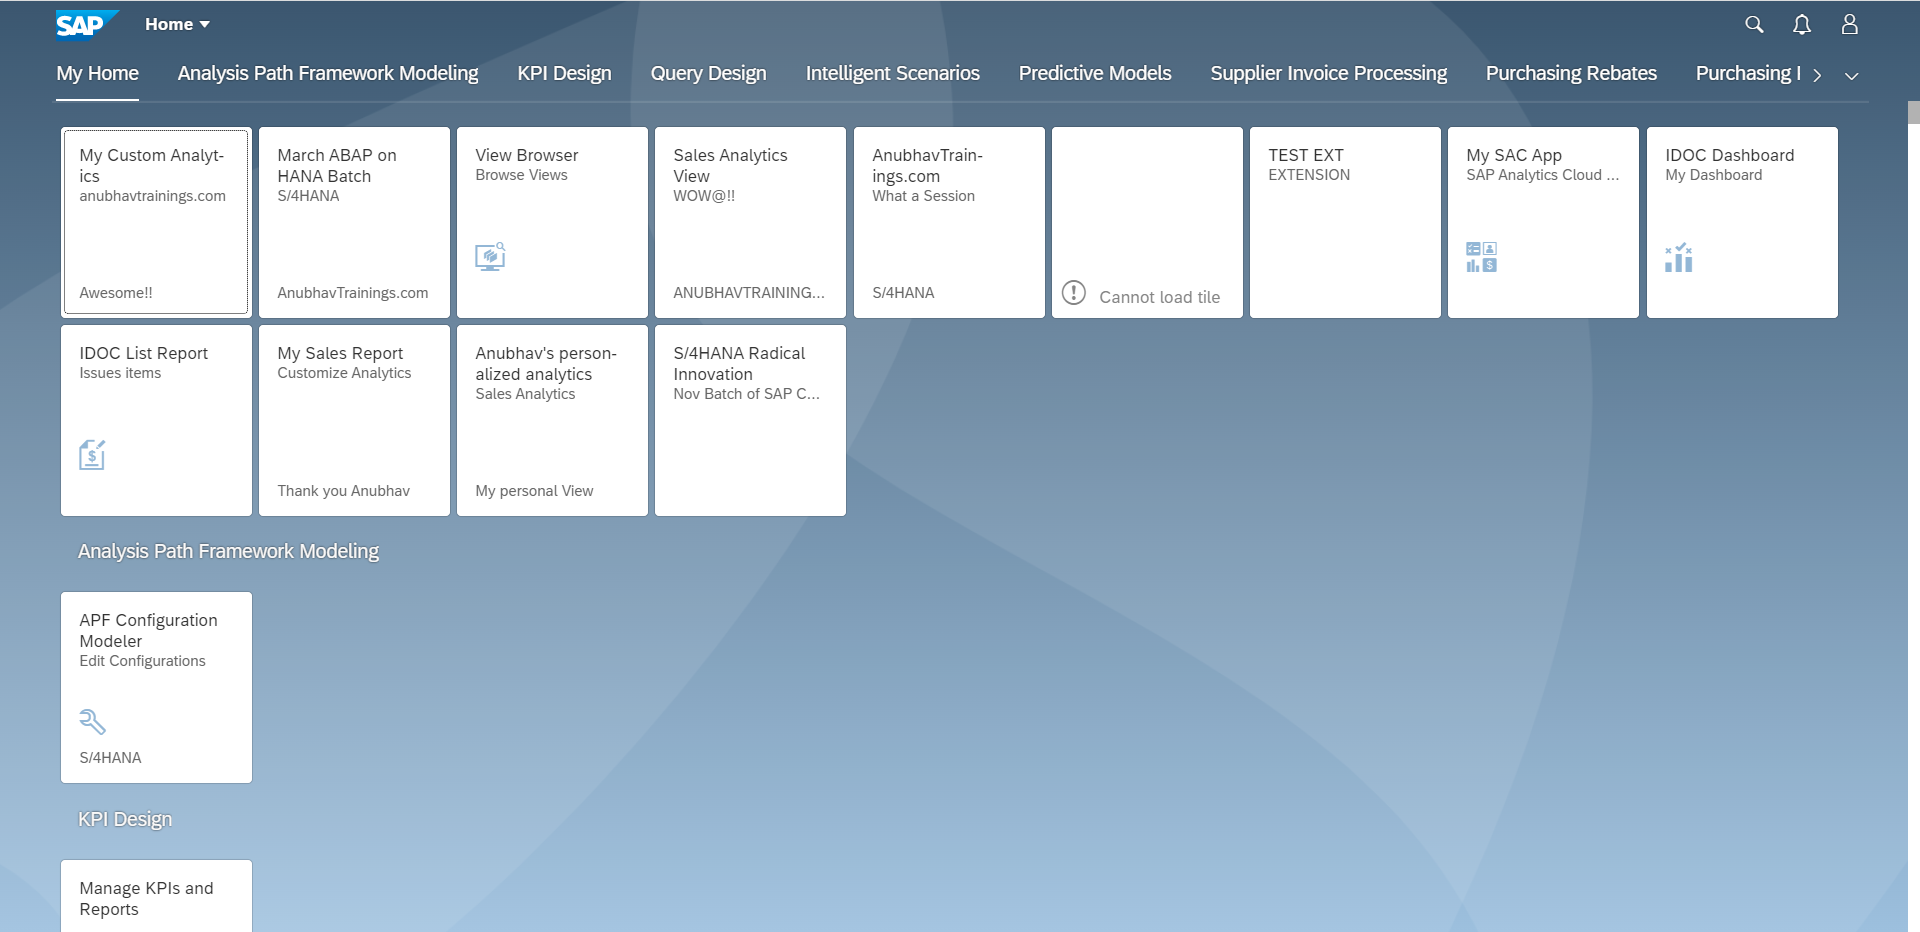 SAP Home
My Home Analysis Path Framework Modeling KPI Design Query Design Intelligent Scenarios Predictive Models Supplier Invoice Processing Purchasing Rebates Purchasing
My Custom Analyt-
ics
anubhavtrainings.com
Awesome!!
March ABAP on
HANA Batch
S/4HANA
AnubhavTrainings.com
View Browser
Browse Views
Sales Analytics
View
WOW@!!
ANUBHAVTRAINING...
AnubhavTrain-
ings.com
What a Session
S/4HANA
Cannot load tile
TEST EXT
EXTENSION
My SAC App
SAP Analytics Cloud ...
IDOC Dashboard
My Dashboard
IDOC List Report
Issues items
My Sales Report
Customize Analytics
Thank you Anubhav
Anubhav's person-
alized analytics
Sales Analytics
My personal View
S/4HANA Radical
Innovation
Nov Batch of SAP C...
Analysis Path Framework Modeling
APF Configuration
Modeler
Edit Configurations
S/4HANA
KPI Design
Manage KPIs and
Reports